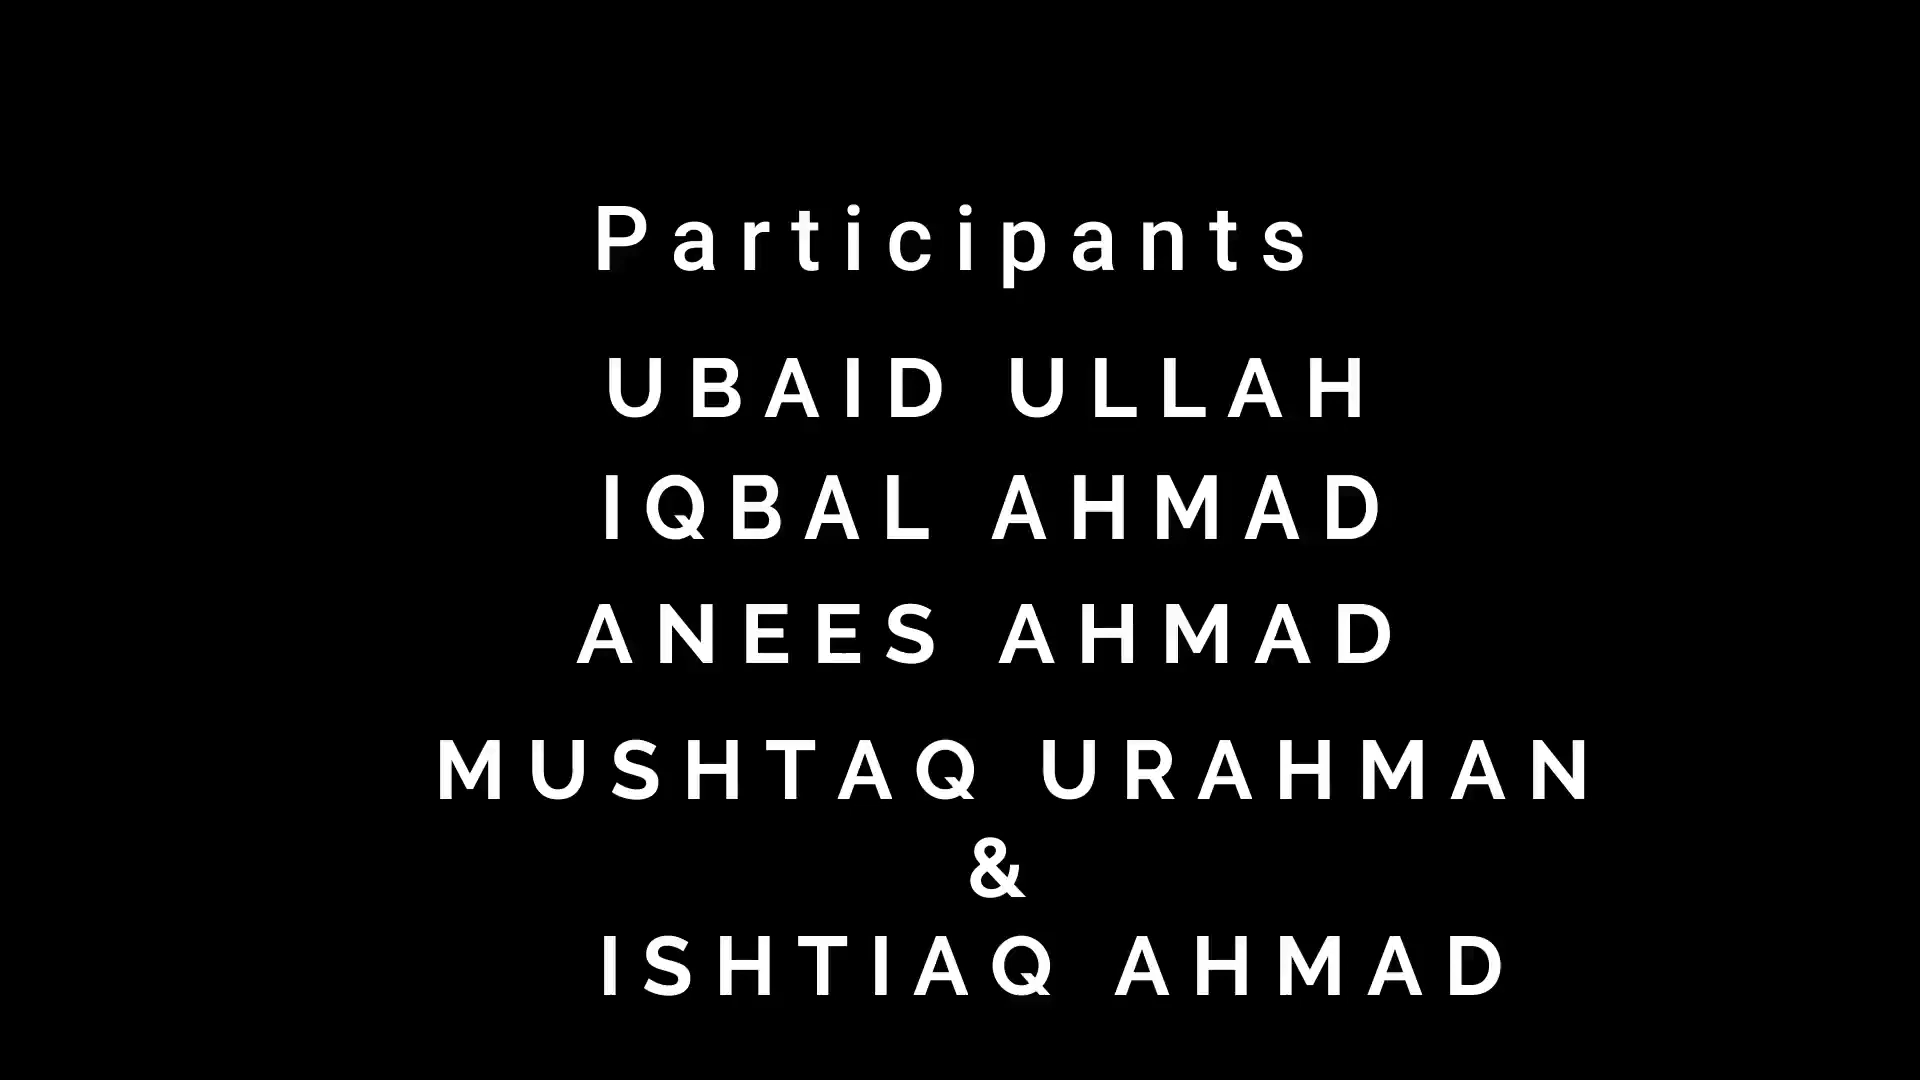 Participants
UBAID ULLAH
IQBAL AHMAD
ANEES AHMAD
MUSHTAQ URAHMAN
&
ISHTIAQ AHMAD